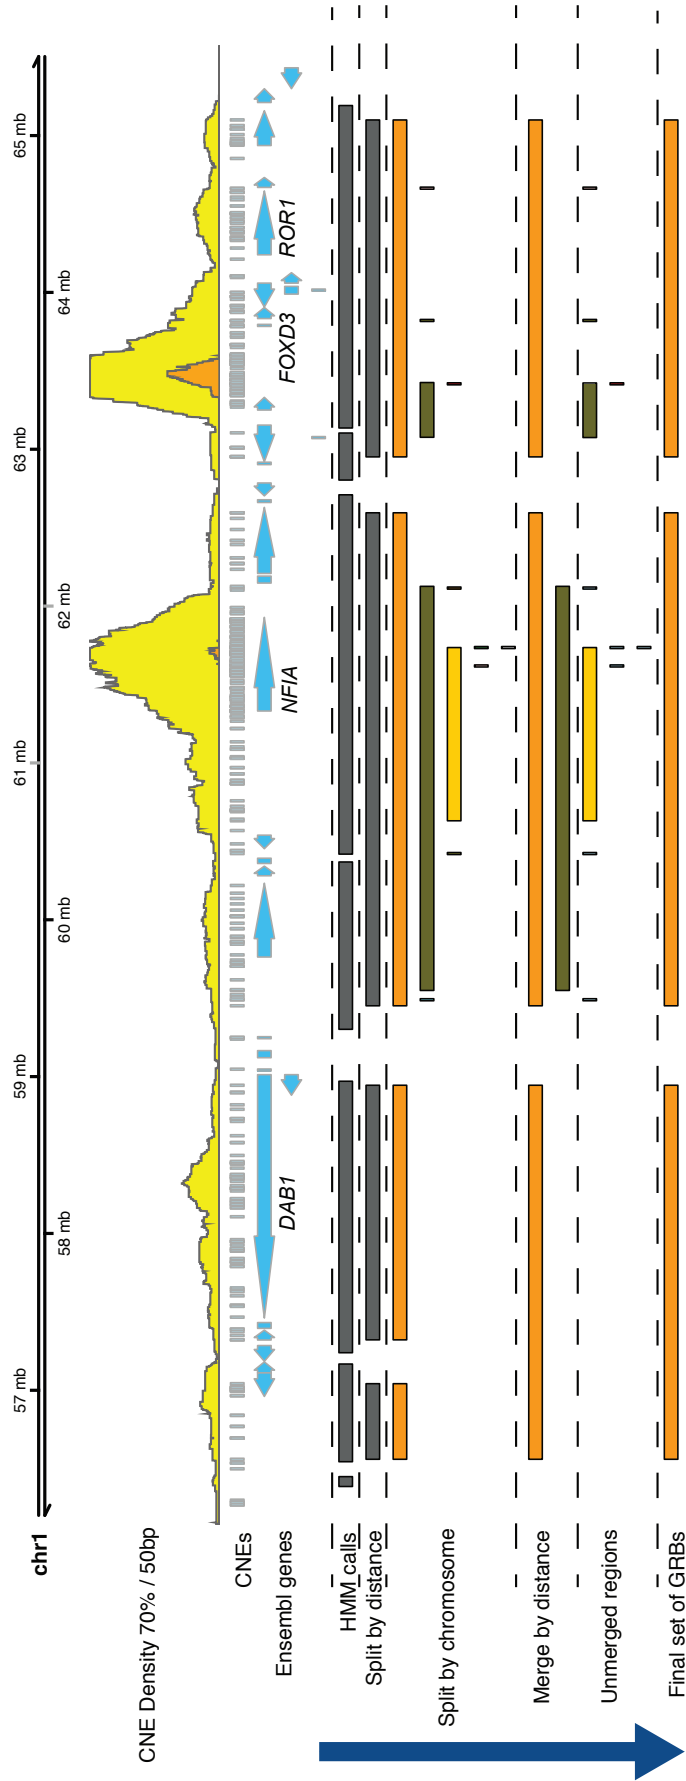 chr1
57 mb
58 mb
59 mb
60 mb
61 mb
62 mb
63 mb
64 mb
65 mb
CNE Density 70% / 50bp
CNEs
Ensembl genes
DAB1
NFIA
FOXD3
ROR1
HMM calls
Split by distance
Split by chromosome
Merge by distance
Unmerged regions
Final set of GRBs